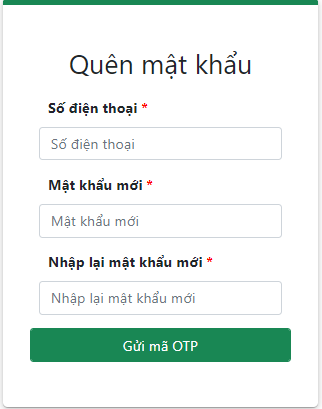 Quên mật khẩu
Số điện thoại *
Số điện thoại
Mật khẩu mới *
Mật khẩu mới
Nhập lại mật khẩu mới *
Nhập lại mật khẩu mới
Gửi mã OTP